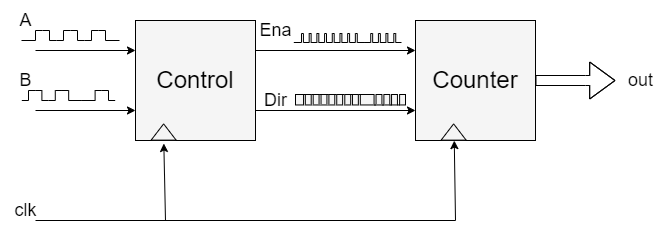 A
Ena
Control
Counter
B
Dir
out
clk